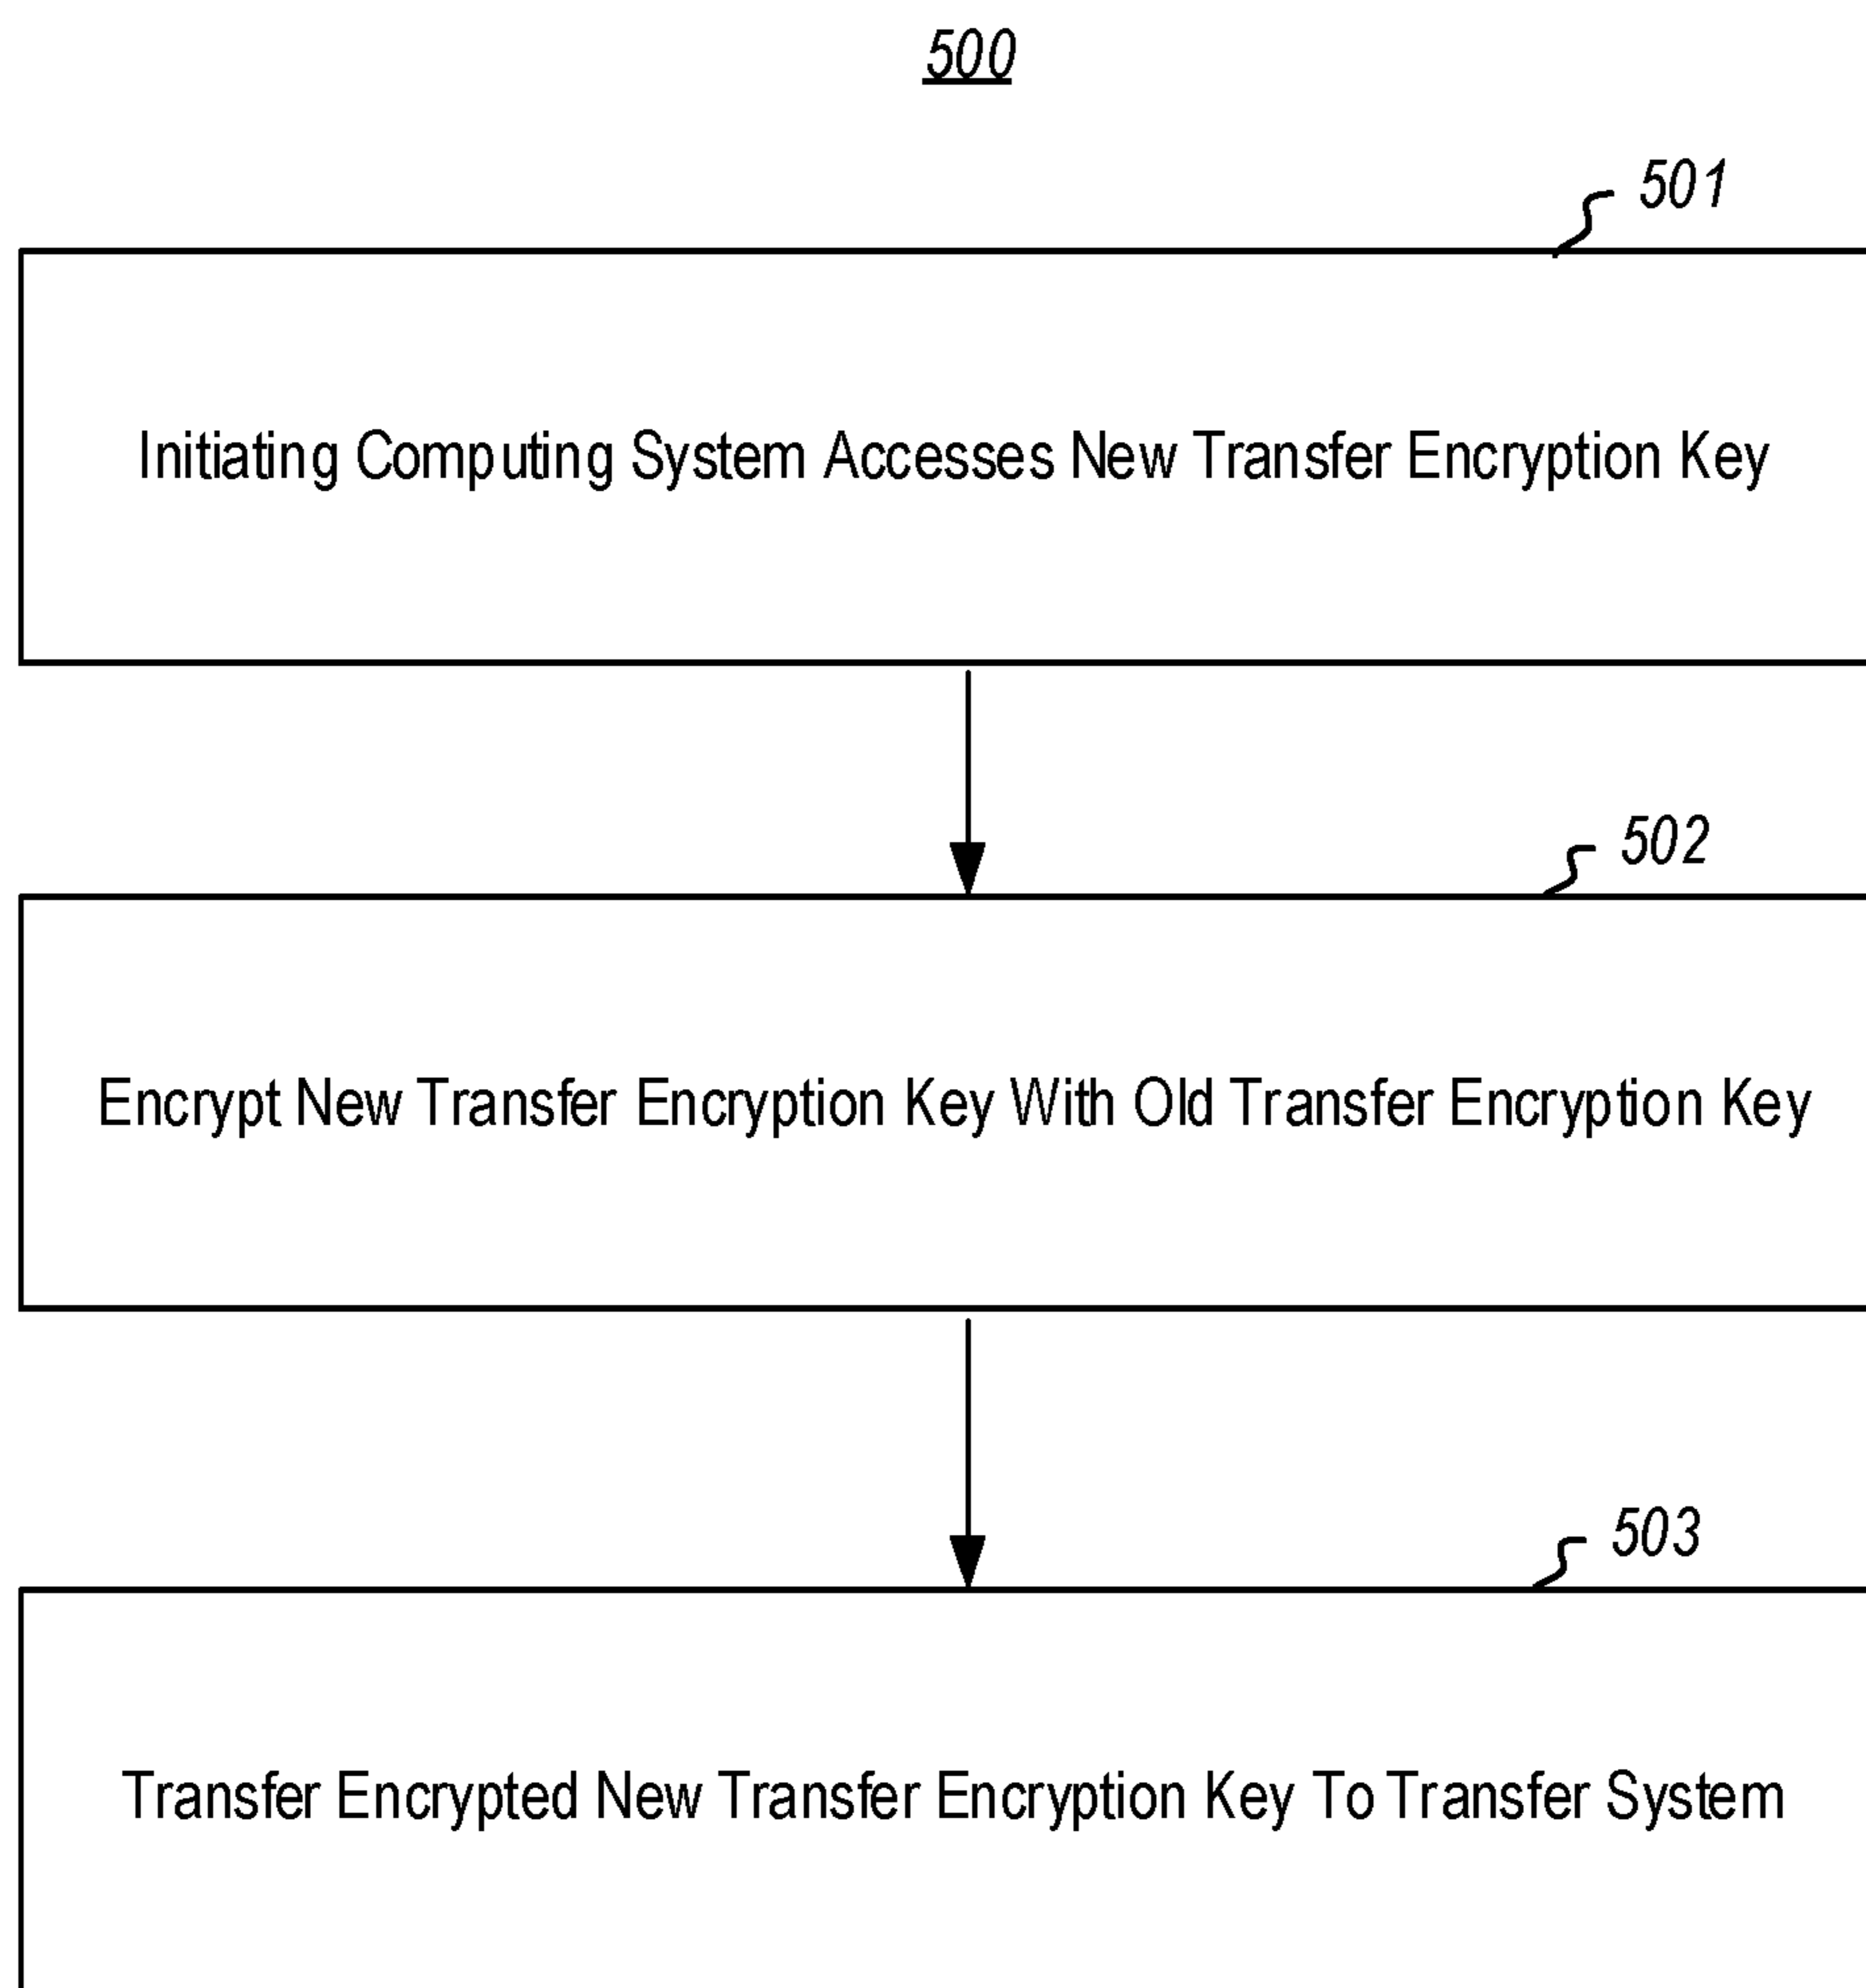 500
501
Initiating Computing System Accesses New Transfer Encryption Key
502
Encrypt New Transfer Encryption Key With Old Transfer Encryption Key
503
Transfer Encrypted New Transfer Encryption Key To Transfer System